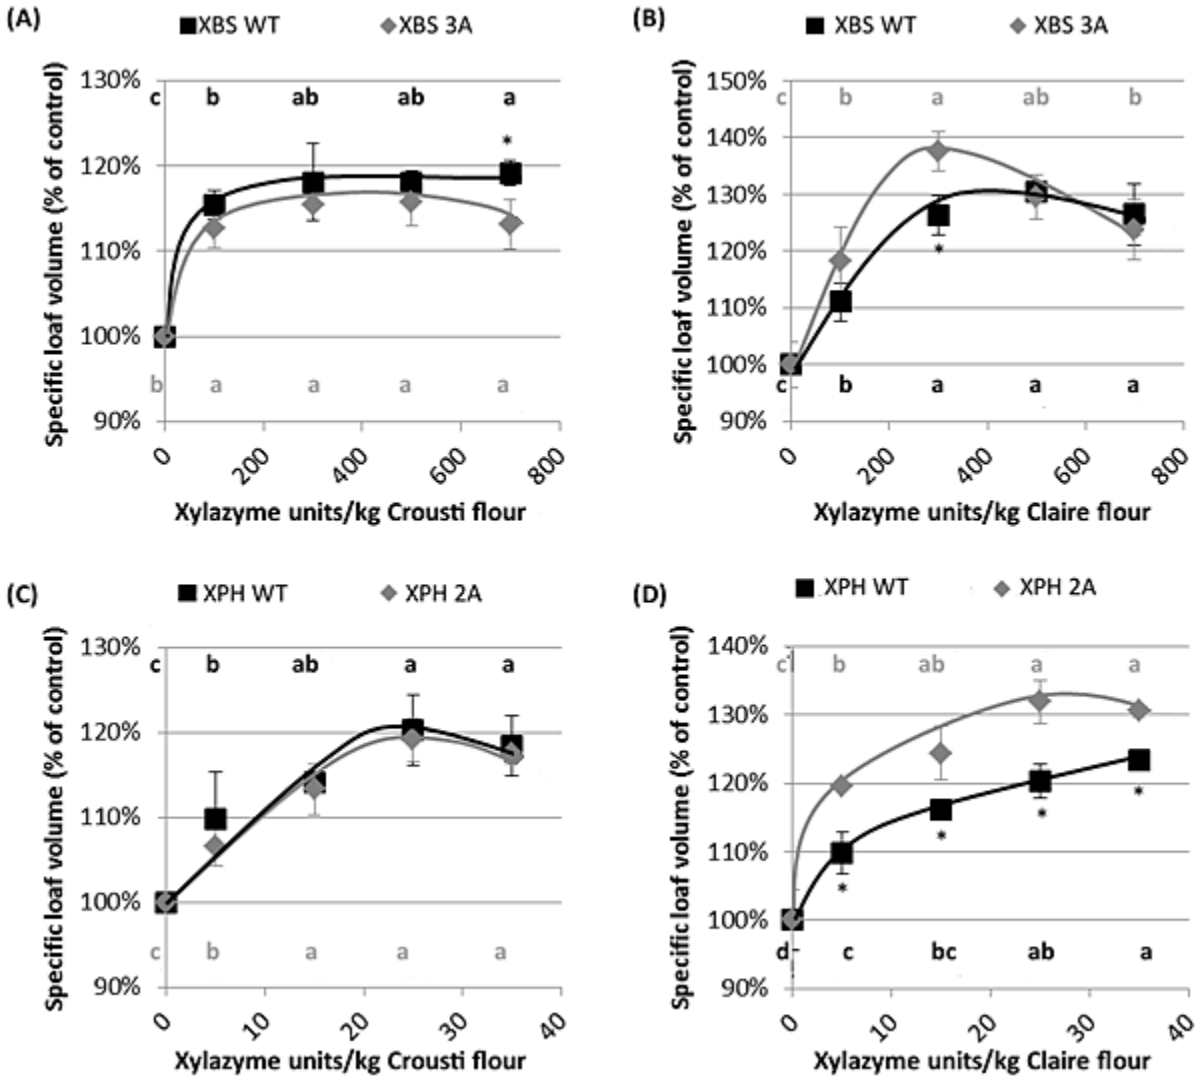 (A) XBS WT XBS 3A
Specific loaf volume (% of control)
130%
120%
110%
100%
90%
c b ab ab a
*
b a a a a
0 200 400 600 800
Xylazyme units/kg Crousti flour
(B) XBS WT XBS 3A
Specific loaf volume (% of control)
150%
140%
130%
120%
110%
100%
90%
c b a ab b
*
c b a a a
0 200 400 600 800
Xylazyme units/kg Claire flour
(C) XPH WT XPH 2A
Specific loaf volume (% of control)
130%
120%
110%
100%
90%
c b ab a a
c b a a a
0 10 20 30 40
Xylazyme units/kg Crousti flour
(D) XPH WT XPH 2A
Specific loaf volume (% of control)
140%
130%
120%
110%
100%
90%
c b ab a a
* * * *
d c bc ab a
0 10 20 30 40
Xylazyme units/kg Claire flour